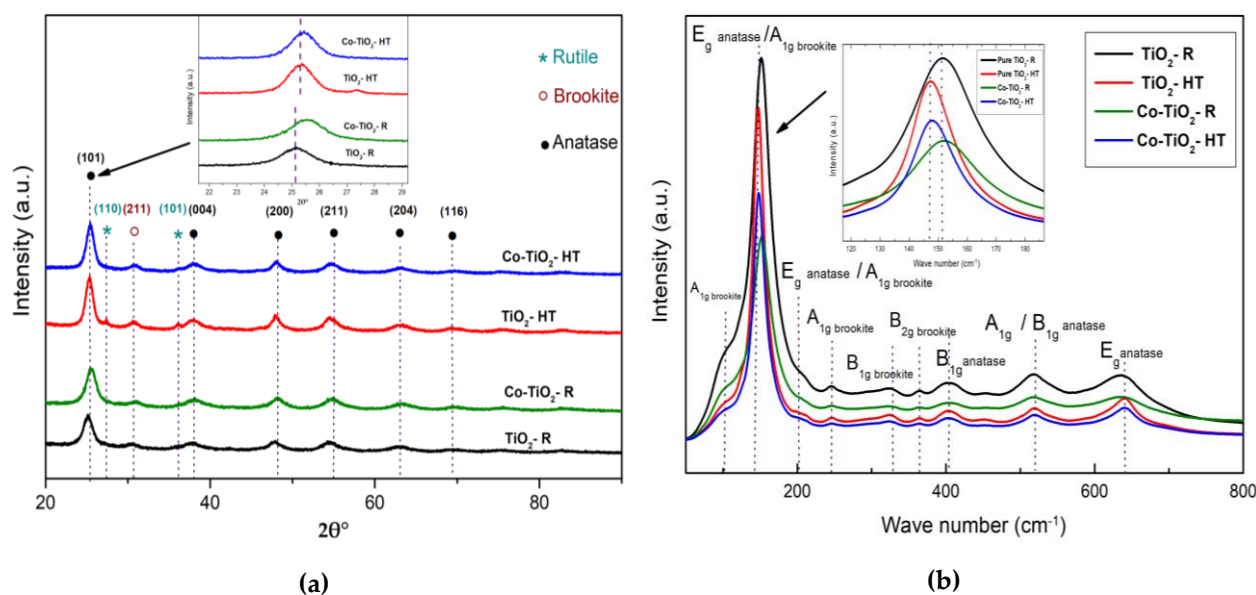 Co-TiO2- HT
TiO2- HT
Co-TiO2- R
TiO2- R
Intensity (a.u.)
22 23 24 25 26 27 28 29
2θ°
* Rutile
○ Brookite
● Anatase
(101)
(110) (211) (101) (004) (200) (211) (204) (116)
Co-TiO2- HT
TiO2- HT
Co-TiO2- R
TiO2- R
Intensity (a.u.)
20 40 60 80
2θ°
(a)
Eg anatase /A1g brookite
Pure TiO2- R
Pure TiO2- HT
Co-TiO2- R
Co-TiO2- HT
Intensity (a.u.)
120 130 140 150 160 170 180
Wave number (cm-1)
TiO2- R
TiO2- HT
Co-TiO2- R
Co-TiO2- HT
A1g brookite
Eg anatase / A1g brookite
A1g brookite
B1g brookite
B2g brookite
B1g anatase
A1g / B1g anatase
Eg anatase
Intensity (a.u.)
200 400 600 800
Wave number (cm-1)
(b)